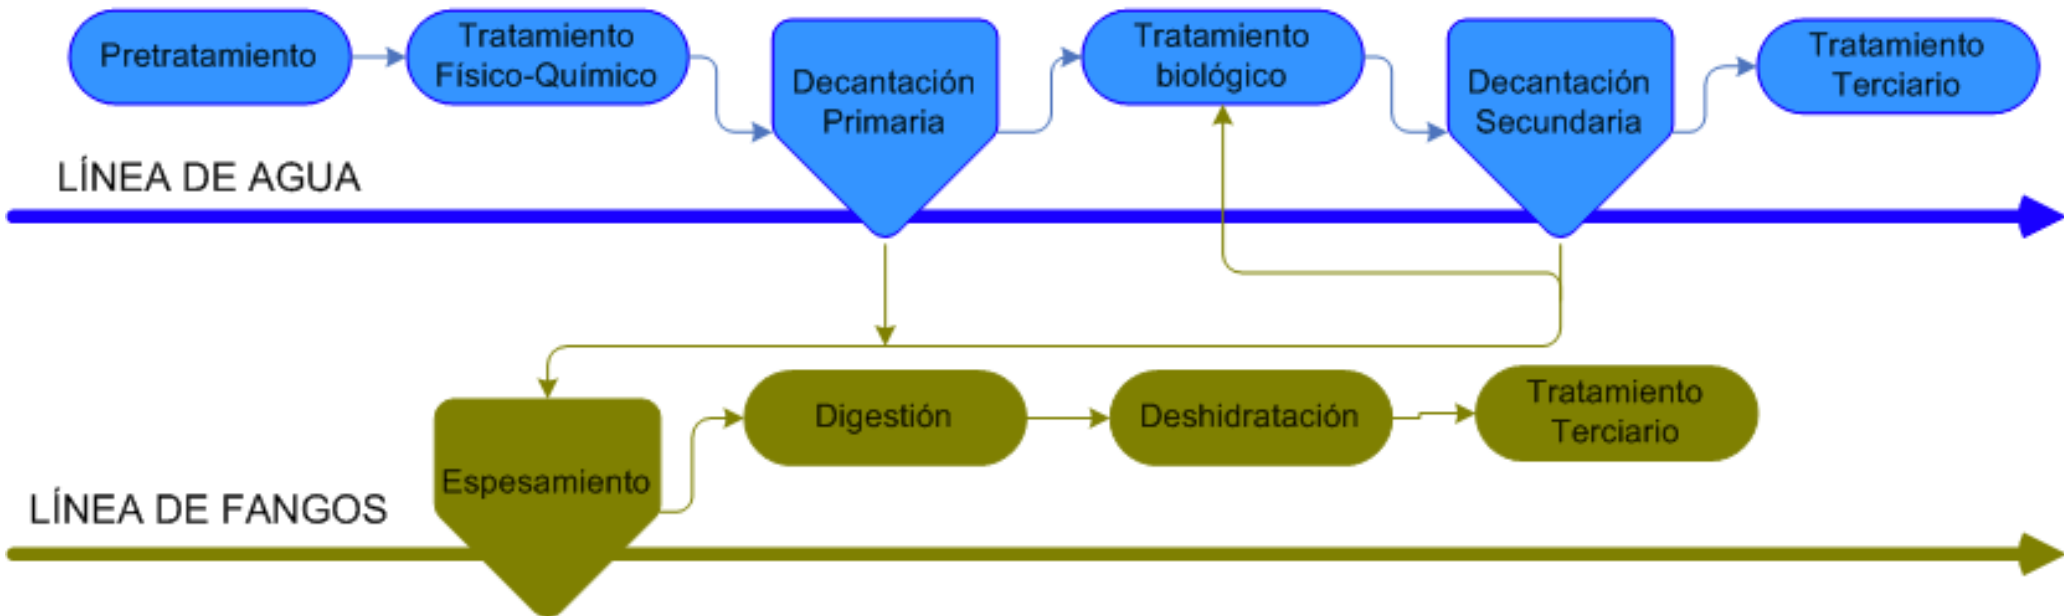 Pretratamiento
Tratamiento
Físico-Químico
Decantación
Primaria
Tratamiento
biológico
Decantación
Secundaria
Tratamiento
Terciario
LÍNEA DE AGUA
Espesamiento
Digestión
Deshidratación
Tratamiento
Terciario
LÍNEA DE FANGOS